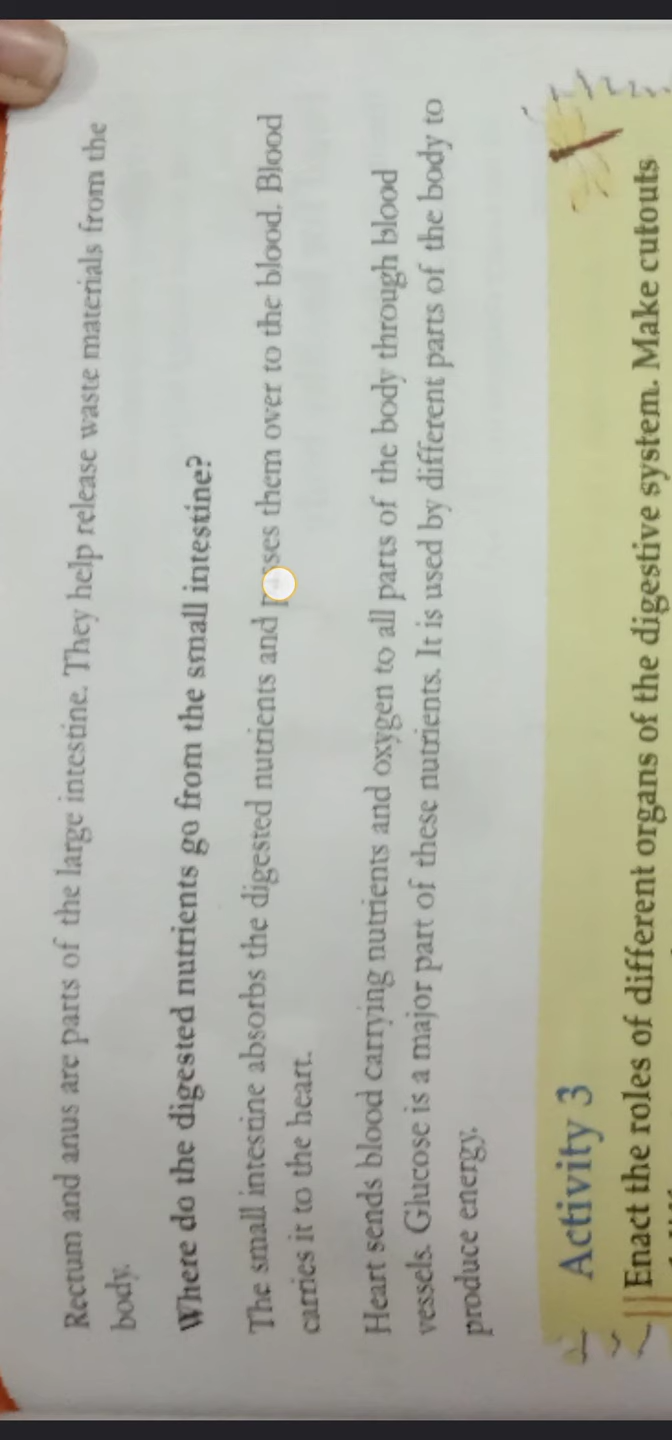 Rectum and anus are parts of the large intestine. They help release waste materials from the
body.
Where do the digested nutrients go from the small intestine?
The small intestine absorbs the digested nutrients and passes them over to the blood. Blood
carries it to the heart.
Heart sends blood carrying nutrients and oxygen to all parts of the body through blood
vessels. Glucose is a major part of these nutrients. It is used by different parts of the body to
produce energy.
Activity 3
Enact the roles of different organs of the digestive system. Make cutouts